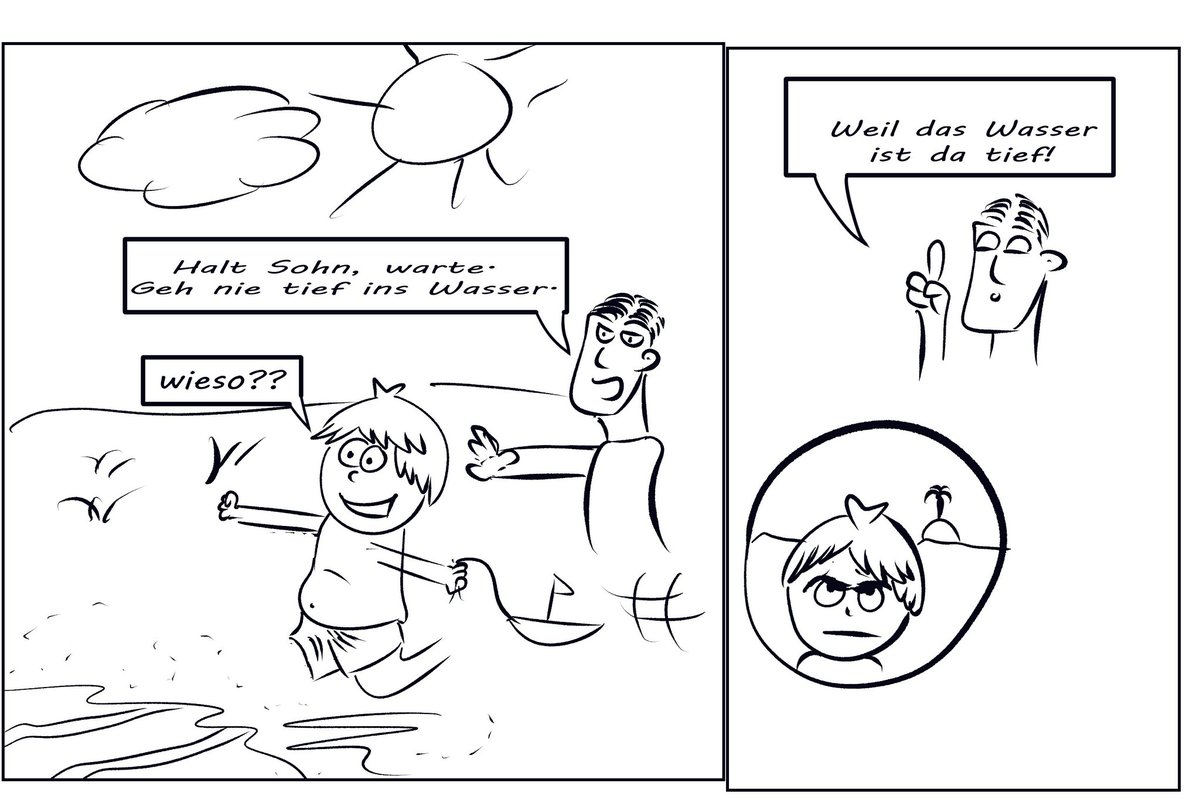 Halt Sohn, warte.
Geh nie tief ins Wasser.
wieso??
Weil das Wasser
ist da tief!